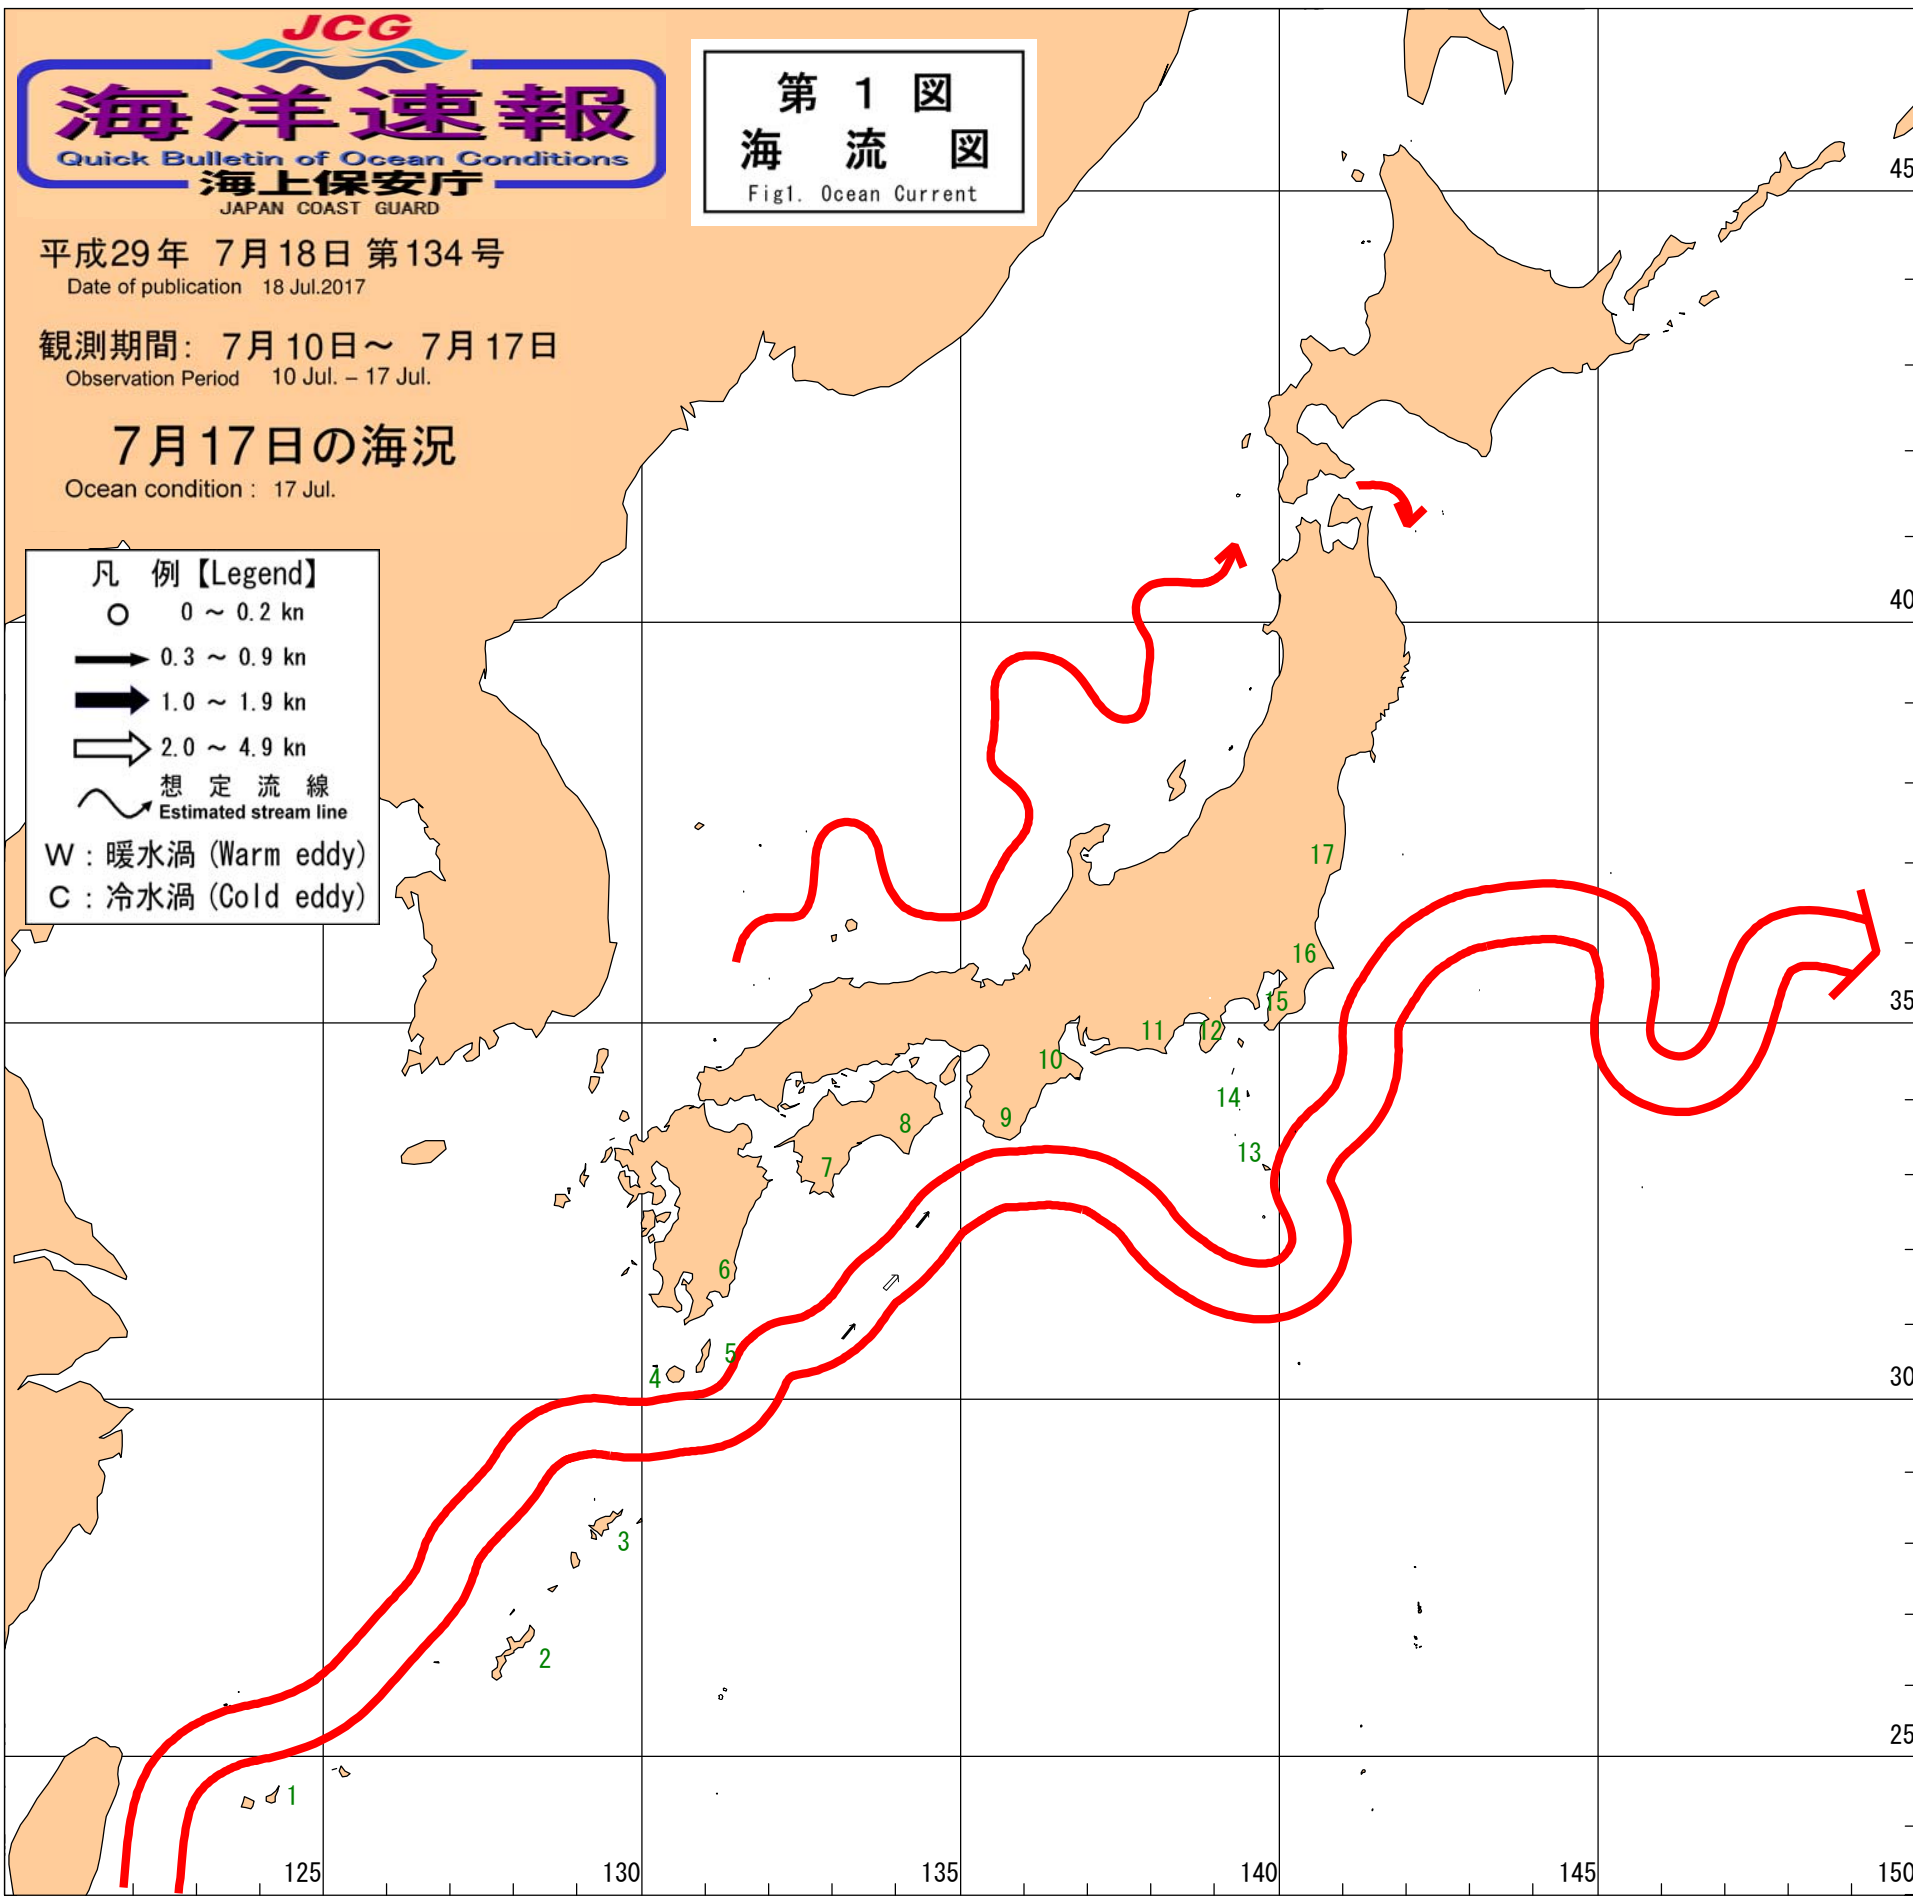 JCG
海洋速報
Quick Bulletin of Ocean Conditions
海上保安庁
JAPAN COAST GUARD
平成29年 7月18日 第134号
Date of publication 18 Jul.2017
観測期間: 7月10日～ 7月17日
Observation Period 10 Jul. – 17 Jul.
7月17日の海況
Ocean condition : 17 Jul.
第 1 図
海 流 図
Fig1. Ocean Current
凡 例【Legend】
0 ～ 0.2 kn
0.3 ～ 0.9 kn
1.0 ～ 1.9 kn
2.0 ～ 4.9 kn
想 定 流 線
Estimated stream line
W : 暖水渦 (Warm eddy)
C : 冷水渦 (Cold eddy)
45
40
35
30
25
17
16
15
12
11
10
14
9
8
13
7
6
5
4
3
2
1
125
130
135
140
145
150